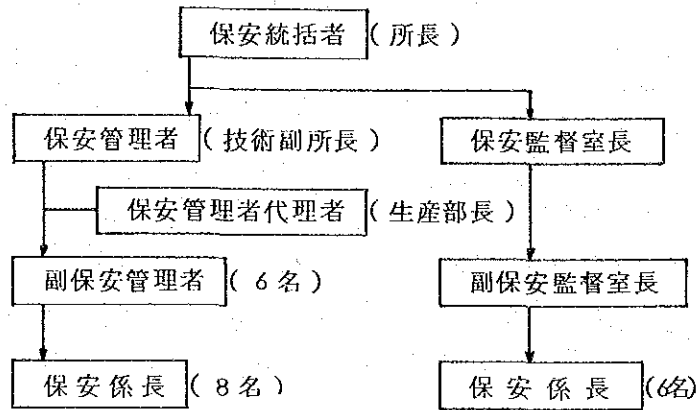 保安統括者(所長)
保安管理者(技術副所長) 保安監督室長
保安管理者代理者(生産部長)
副保安管理者(6名) 副保安監督室長
保安係長(8名) 保安係長(6名)